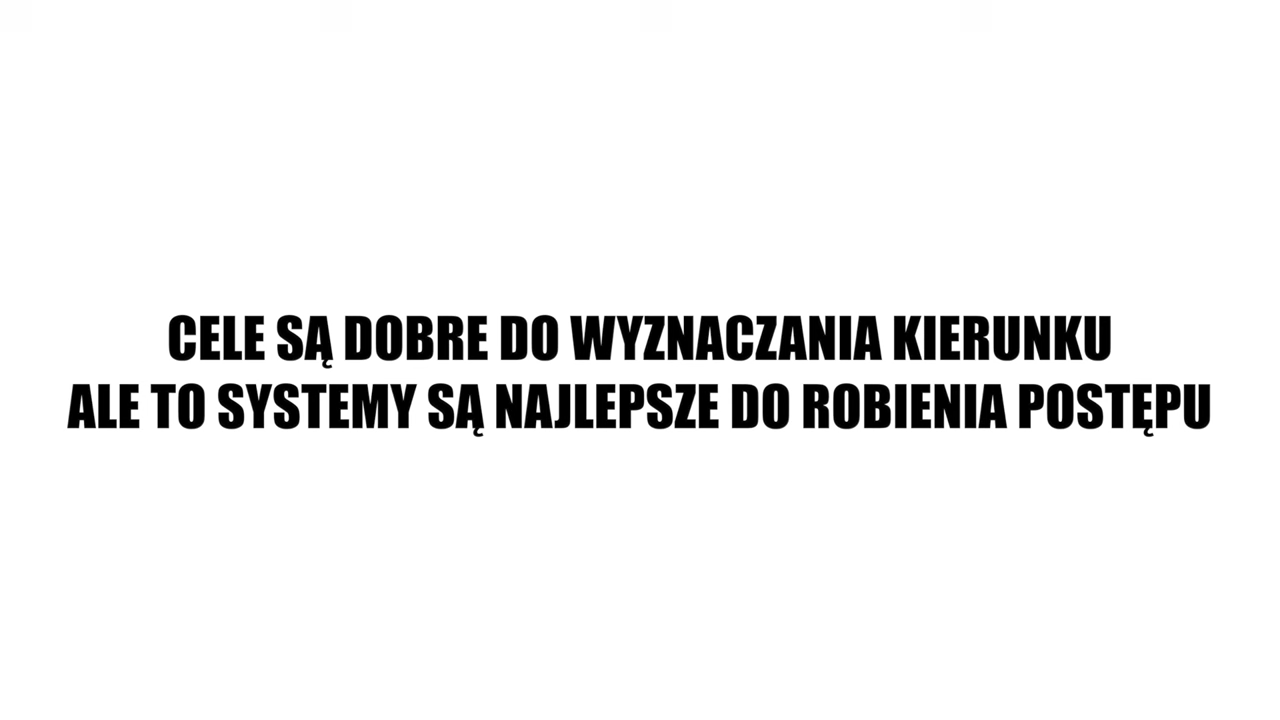 CELE SĄ DOBRE DO WYZNACZANIA KIERUNKU
ALE TO SYSTEMY SĄ NAJLEPSZE DO ROBIENIA POSTĘPU